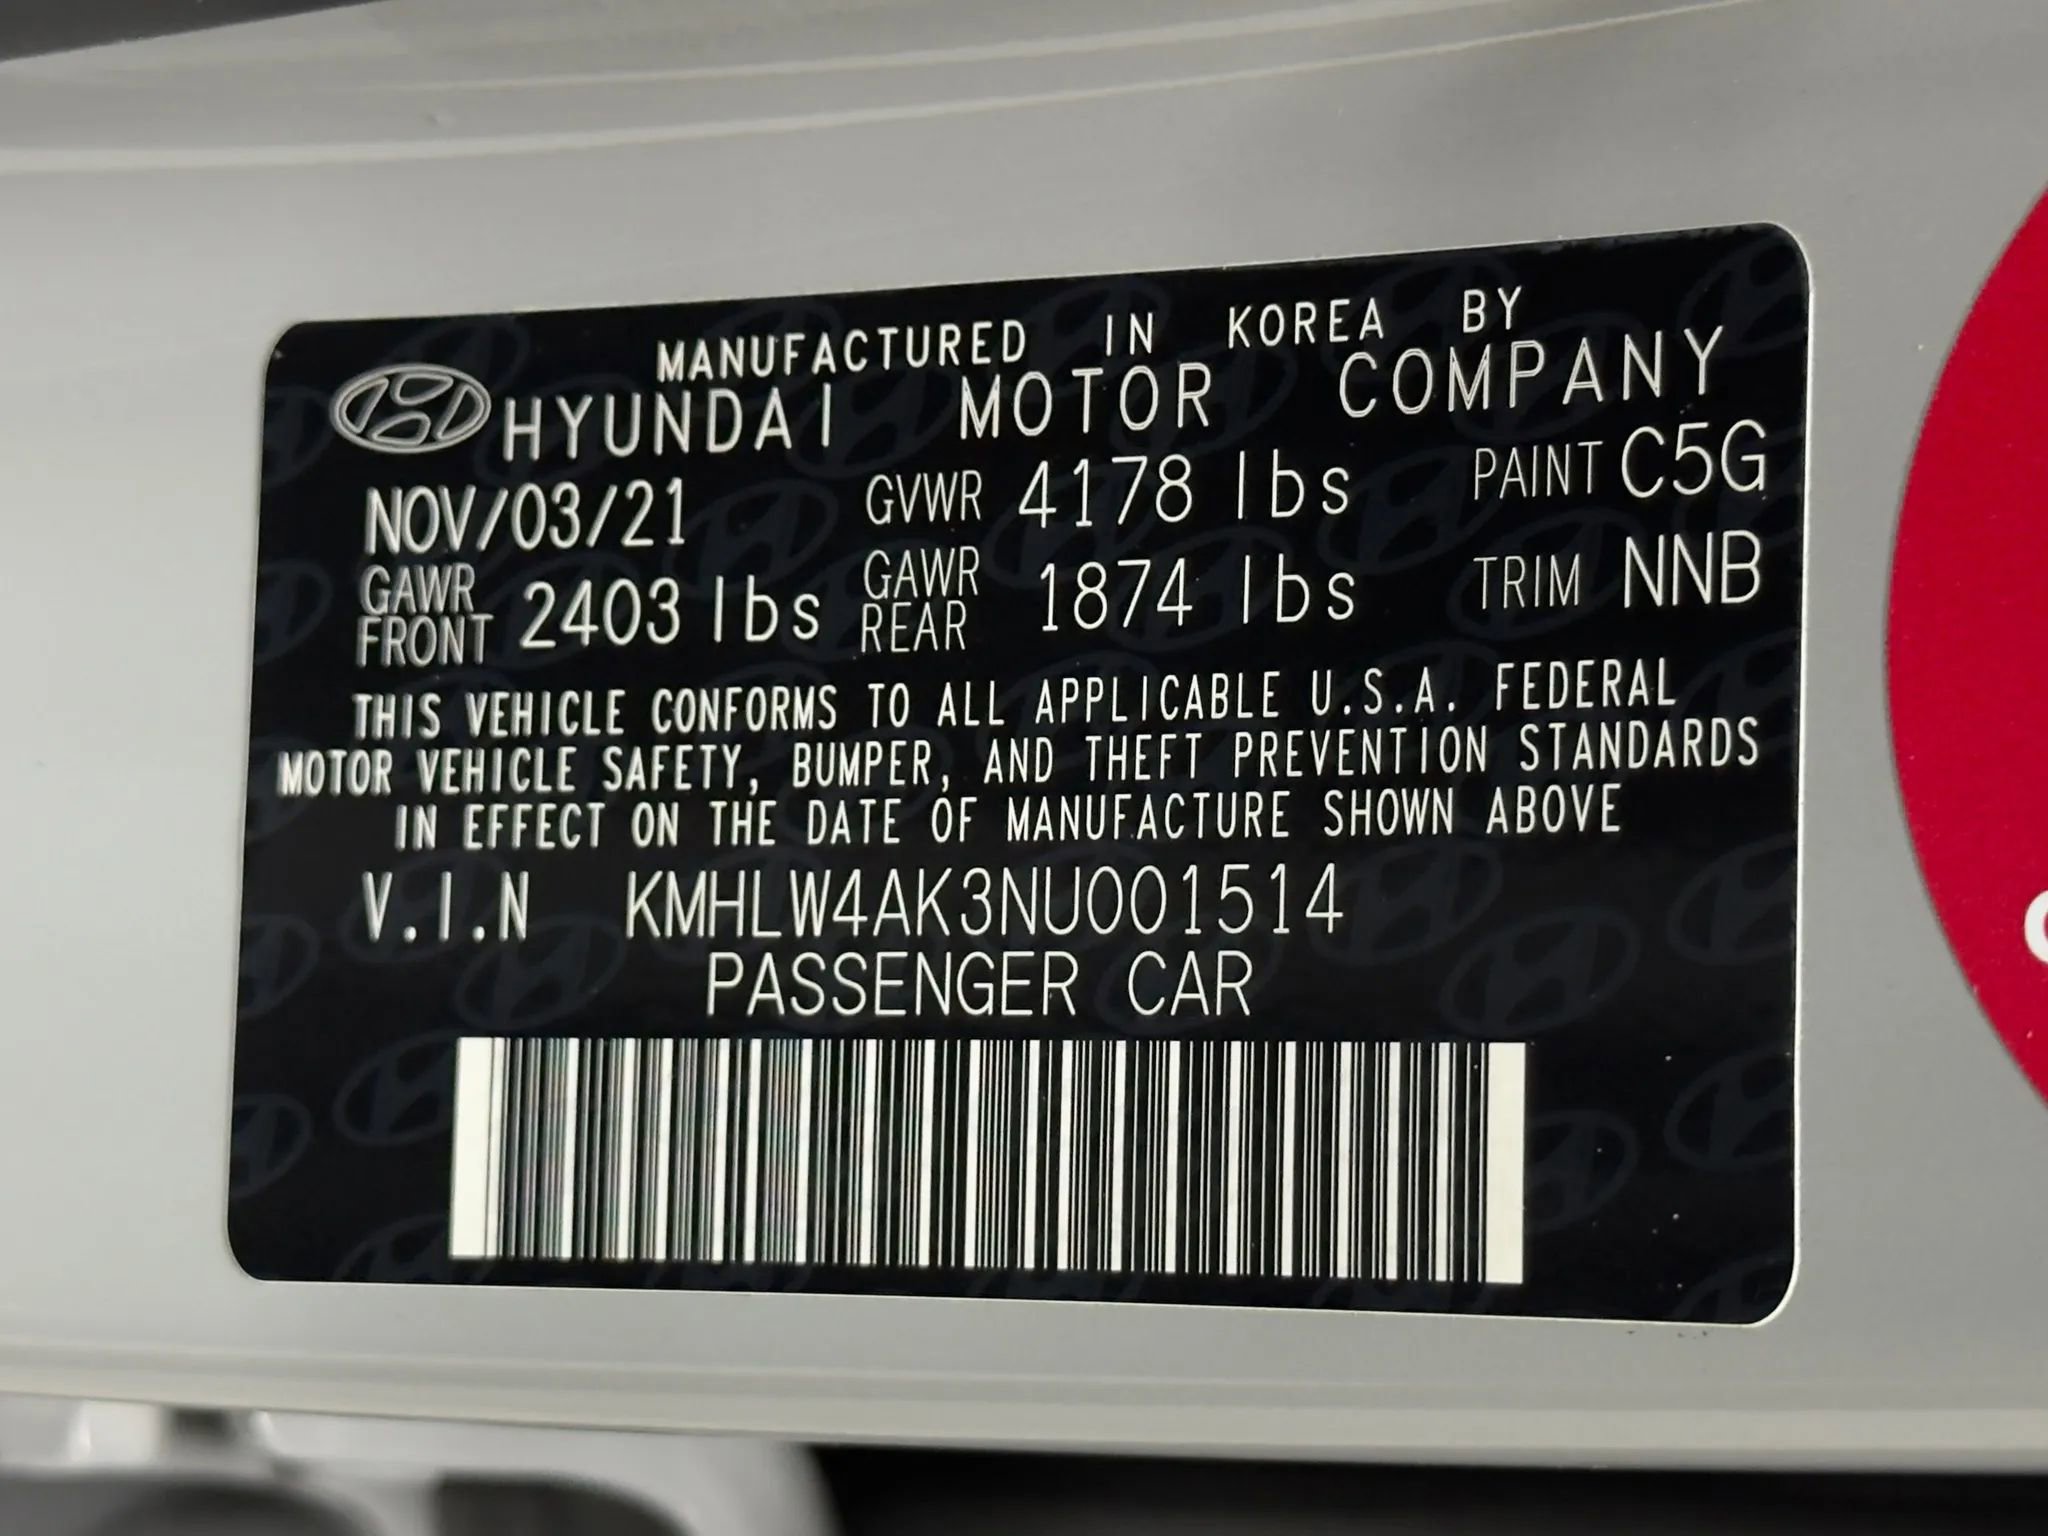 MANUFACTURED IN KOREA BY
HYUNDAI MOTOR COMPANY
NOV/03/21 GVWR 4178 lbs PAINT C5G
GAWR FRONT 2403 lbs GAWR REAR 1874 lbs TRIM NNB
THIS VEHICLE CONFORMS TO ALL APPLICABLE U.S.A. FEDERAL
MOTOR VEHICLE SAFETY, BUMPER, AND THEFT PREVENTION STANDARDS
IN EFFECT ON THE DATE OF MANUFACTURE SHOWN ABOVE
V.I.N KMHLW4AK3NU001514
PASSENGER CAR